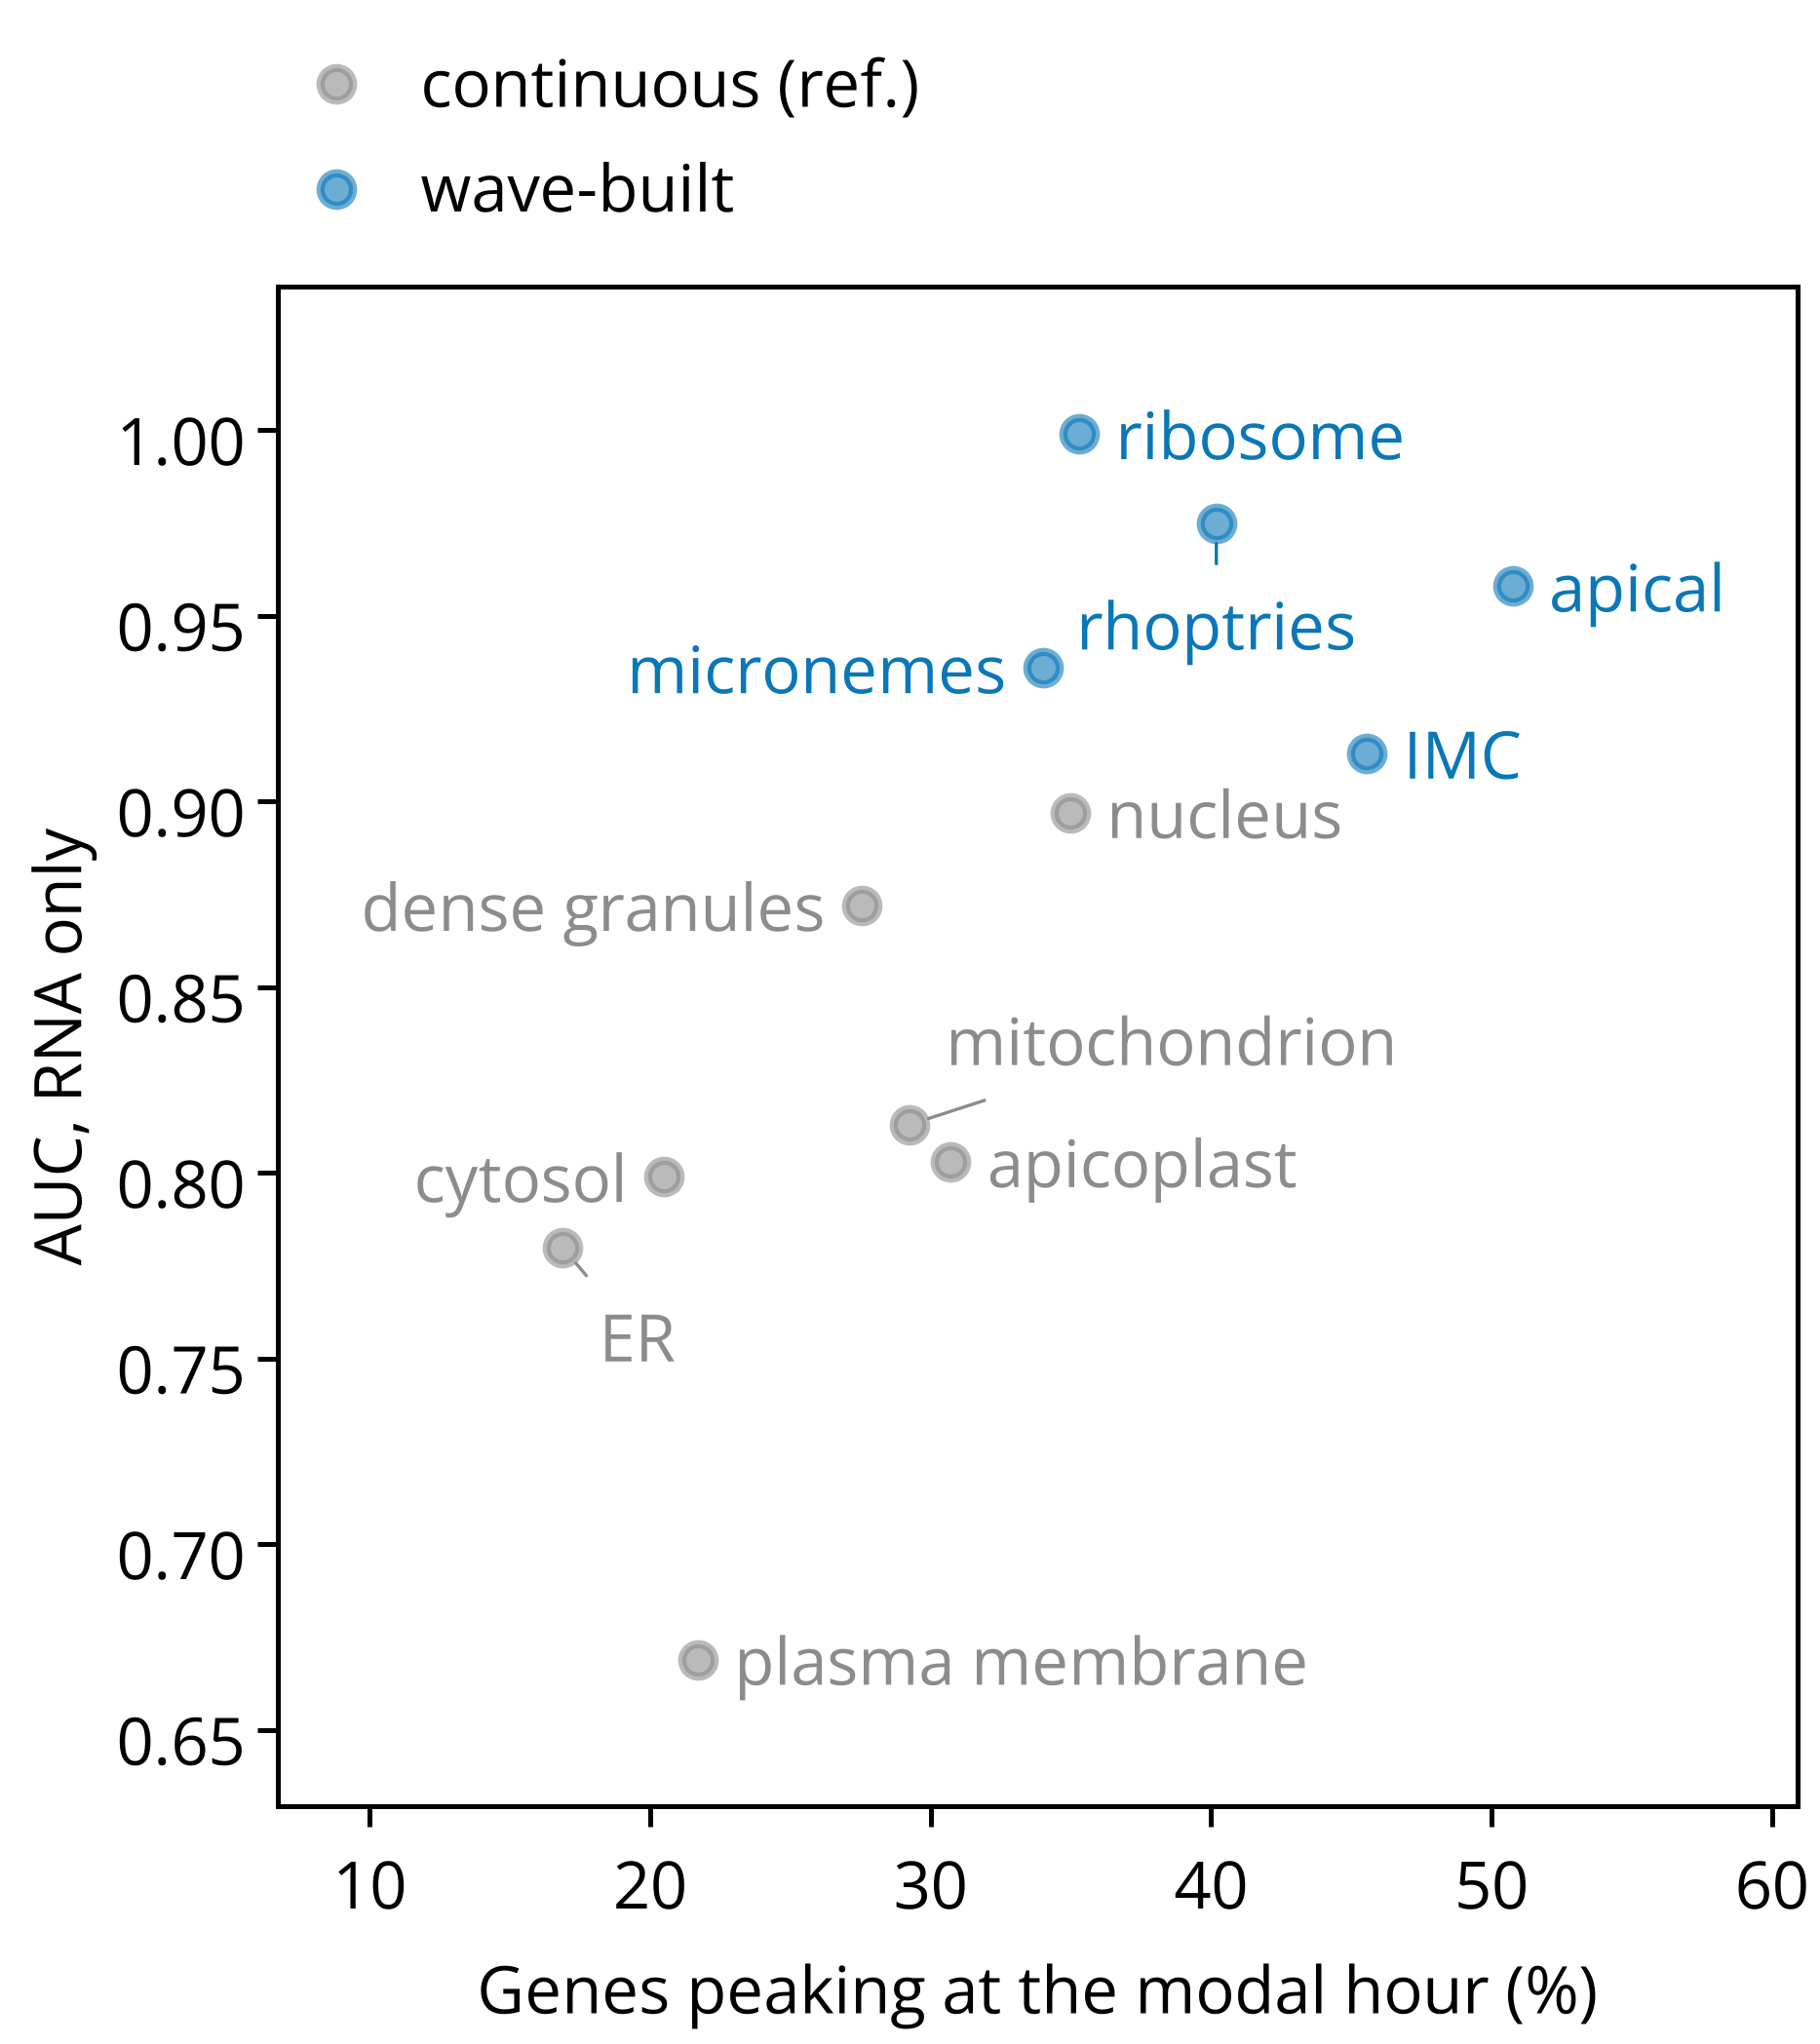 continuous (ref.)
wave-built
1.00
0.95
0.90
0.85
0.80
0.75
0.70
0.65
AUC, RNA only
ribosome
rhoptries
apical
micronemes
IMC
nucleus
dense granules
mitochondrion
apicoplast
cytosol
ER
plasma membrane
10 20 30 40 50 60
Genes peaking at the modal hour (%)